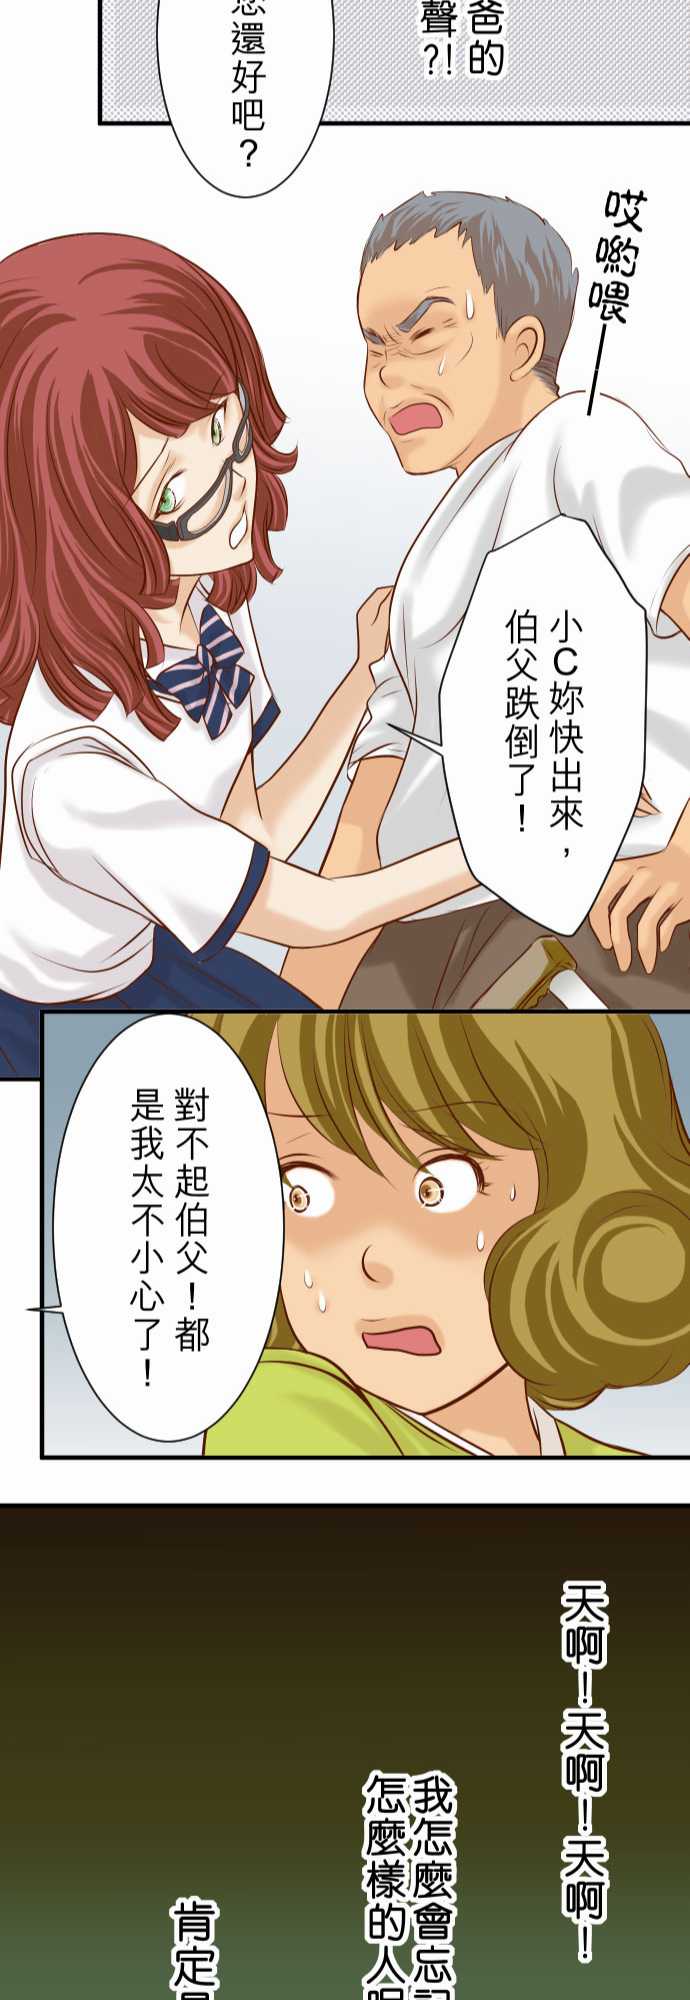 爸的
聲?!
還好吧？
哎喲喂
小C妳快出來，
伯父跌倒了！
對不起伯父！都
是我太不小心了！
天啊！天啊！天啊！
我怎麼會忘記
怎麼樣的人呢
肯定